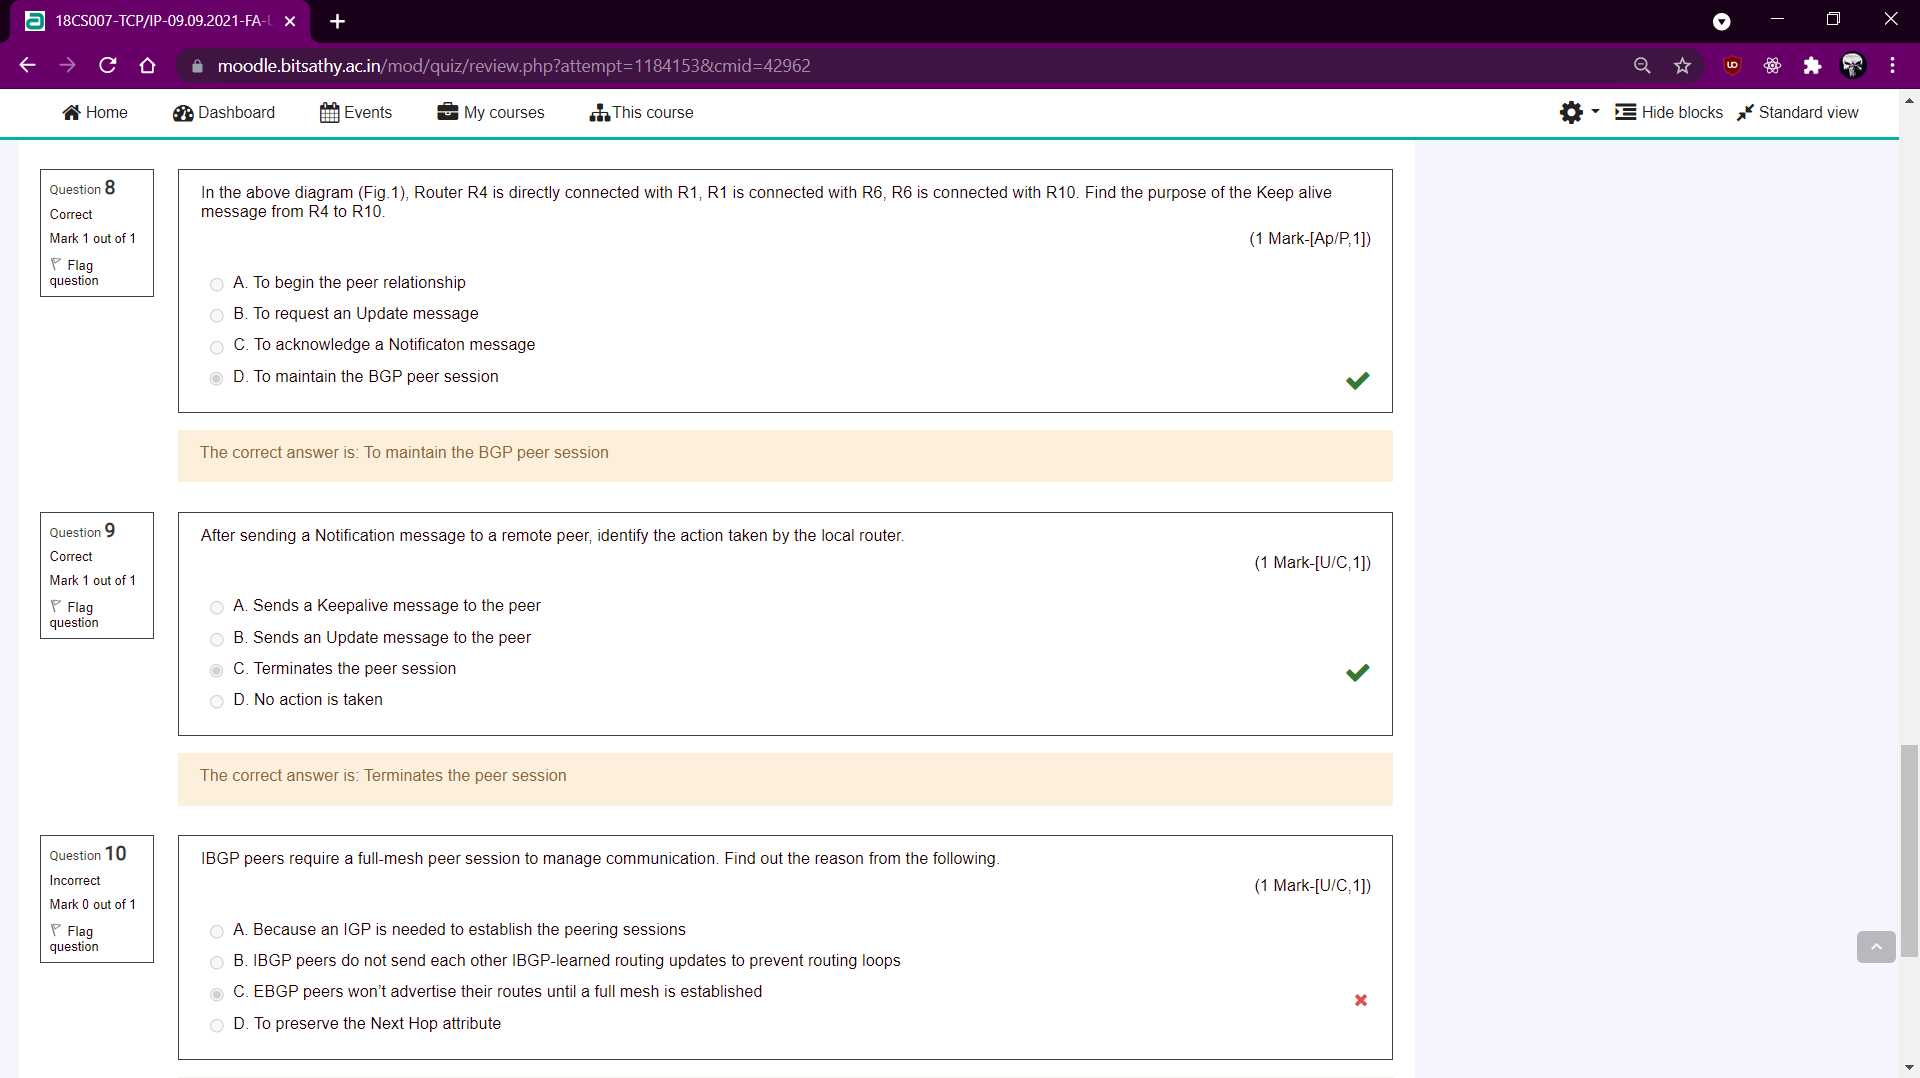 18CS007-TCP/IP-09.09.2021-FA-
moodle.bitsathy.ac.in/mod/quiz/review.php?attempt=1184153&cmid=42962
Home
Dashboard
Events
My courses
This course
Hide blocks
Standard view
Question 8
Correct
Mark 1 out of 1
Flag
question
In the above diagram (Fig.1), Router R4 is directly connected with R1, R1 is connected with R6, R6 is connected with R10. Find the purpose of the Keep alive
message from R4 to R10.
(1 Mark-[Ap/P,1])
A. To begin the peer relationship
B. To request an Update message
C. To acknowledge a Notificaton message
D. To maintain the BGP peer session
The correct answer is: To maintain the BGP peer session
Question 9
Correct
Mark 1 out of 1
Flag
question
After sending a Notification message to a remote peer, identify the action taken by the local router.
(1 Mark-[U/C,1])
A. Sends a Keepalive message to the peer
B. Sends an Update message to the peer
C. Terminates the peer session
D. No action is taken
The correct answer is: Terminates the peer session
Question 10
Incorrect
Mark 0 out of 1
Flag
question
IBGP peers require a full-mesh peer session to manage communication. Find out the reason from the following.
(1 Mark-[U/C,1])
A. Because an IGP is needed to establish the peering sessions
B. IBGP peers do not send each other IBGP-learned routing updates to prevent routing loops
C. EBGP peers won’t advertise their routes until a full mesh is established
D. To preserve the Next Hop attribute